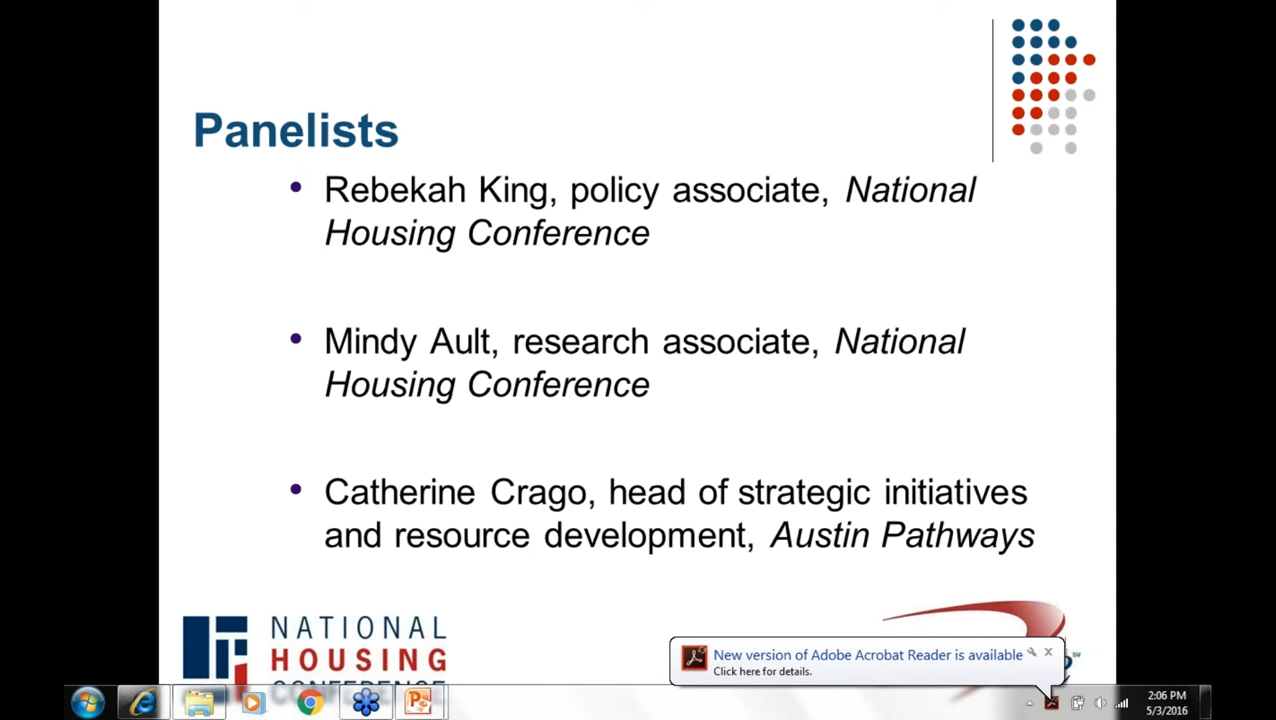 Panelists
• Rebekah King, policy associate, National
Housing Conference
• Mindy Ault, research associate, National
Housing Conference
• Catherine Crago, head of strategic initiatives
and resource development, Austin Pathways
NATIONAL
HOUSING
CONFERENCE
New version of Adobe Acrobat Reader is available
Click here for details.
2:06 PM
5/3/2016